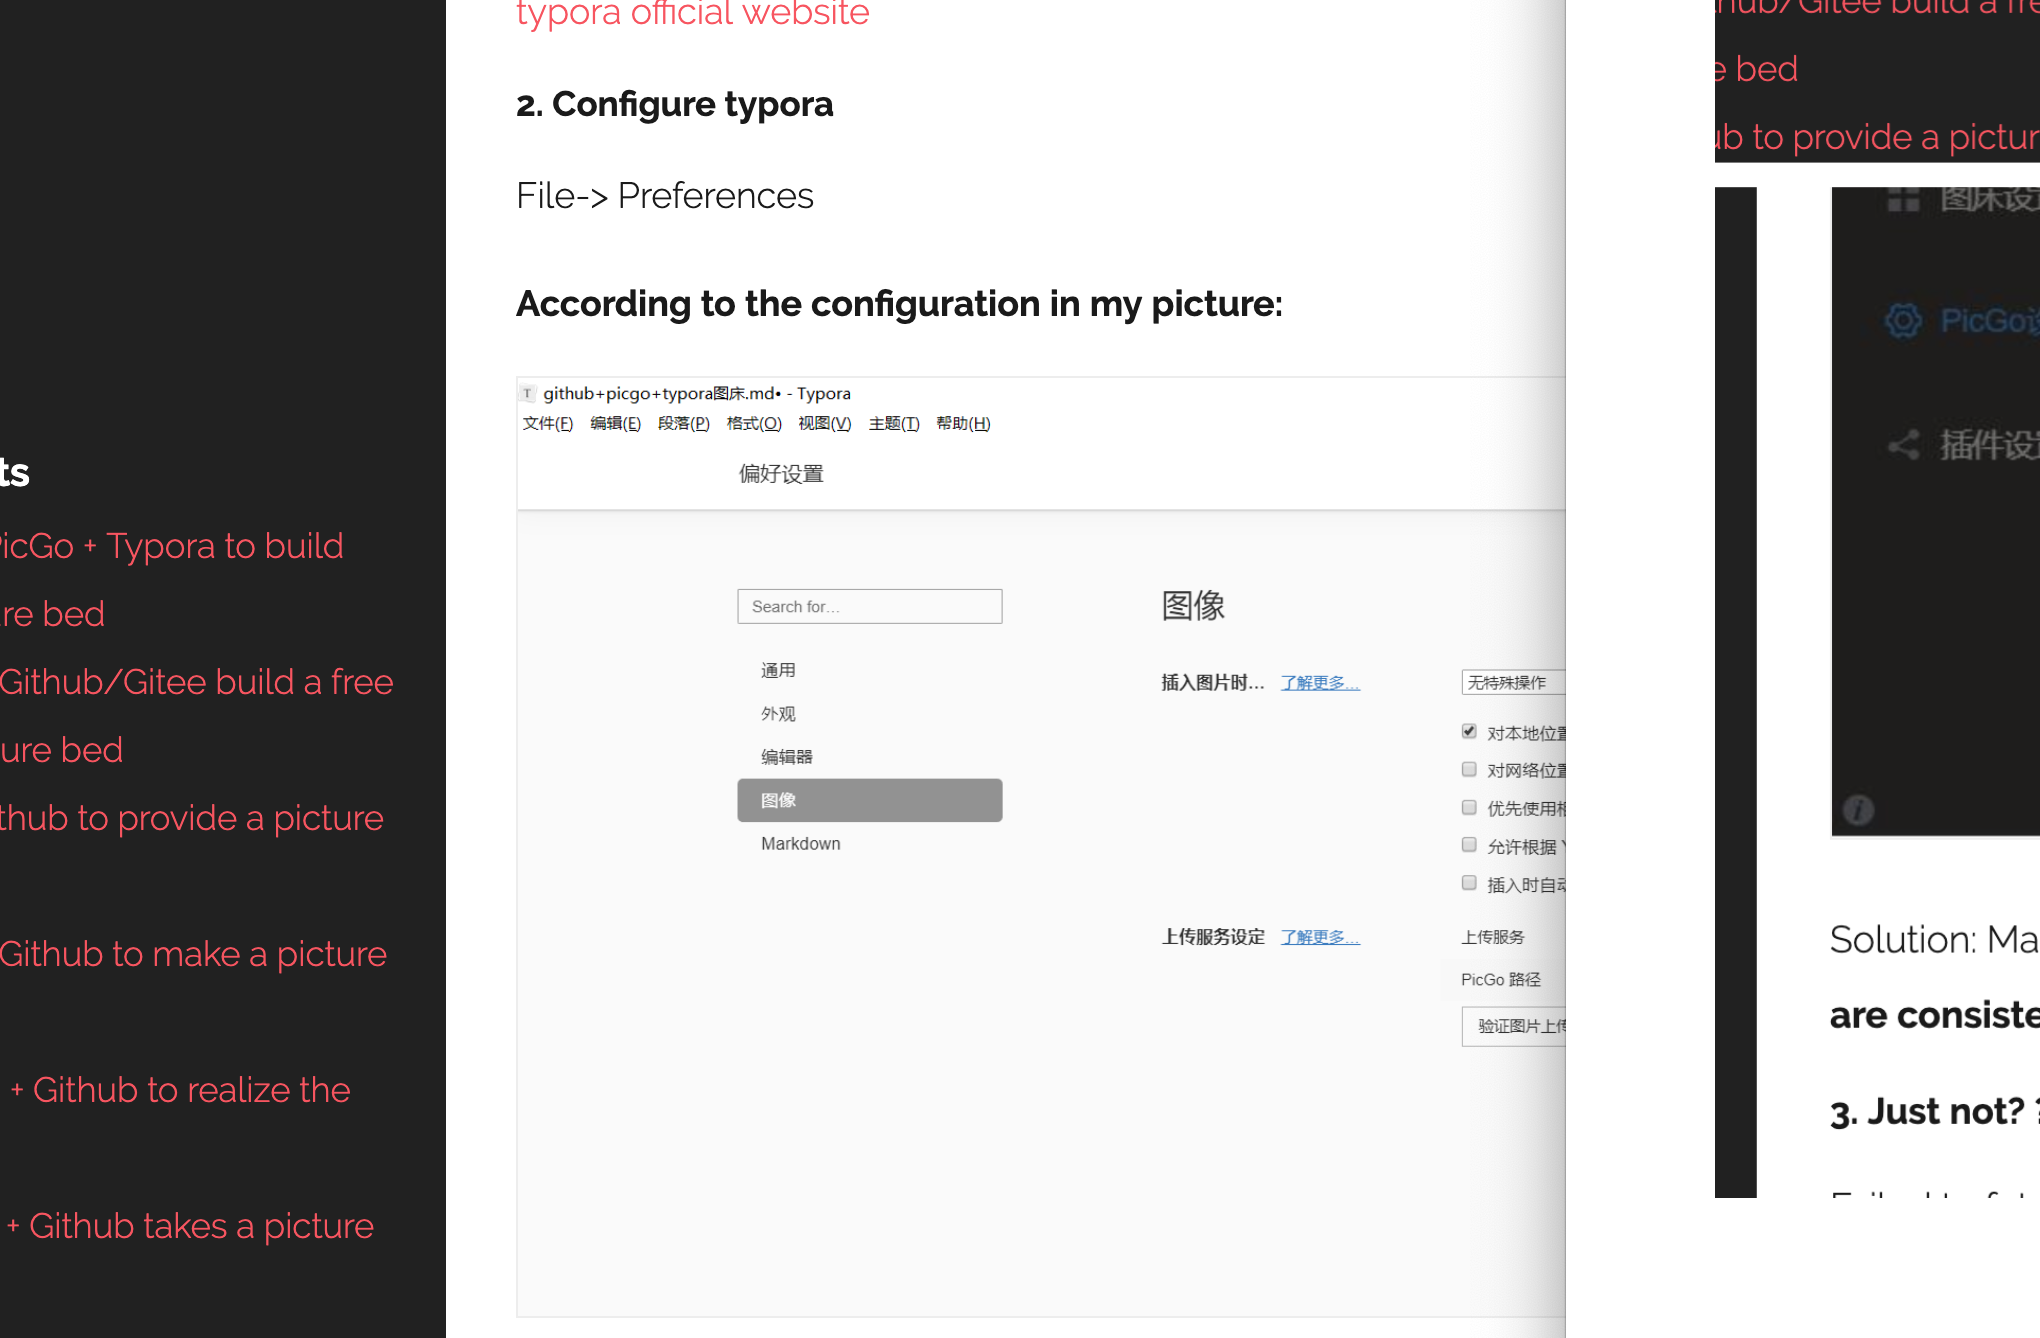 ts
PicGo + Typora to build
re bed
Github/Gitee build a free
ure bed
thub to provide a picture
Github to make a picture
+ Github to realize the
+ Github takes a picture
typora official website
2. Configure typora
File-> Preferences
According to the configuration in my picture:
github+picgo+typora图床.md• - Typora
文件(F) 编辑(E) 段落(P) 格式(O) 视图(V) 主题(T) 帮助(H)
偏好设置
Search for...
通用
外观
编辑器
图像
Markdown
图像
插入图片时... 了解更多...
无特殊操作
对本地位置
对网络位置
优先使用相
允许根据 Y
插入时自动
上传服务设定 了解更多...
上传服务
PicGo 路径
验证图片上传
hub/Gitee build a fre
e bed
ub to provide a pictur
图床设置
PicGo设
插件设置
Solution: Ma
are consiste
3. Just not? ?